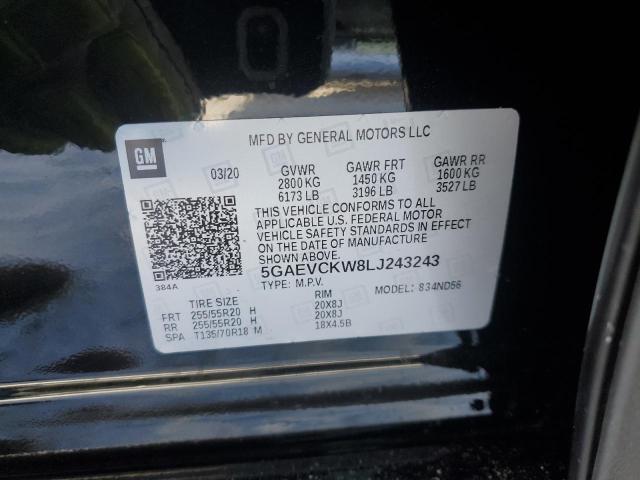 MFD BY GENERAL MOTORS LLC
GM
03/20 GVWR GAWR FRT GAWR RR
2800 KG 1450 KG 1600 KG
6173 LB 3196 LB 3527 LB
THIS VEHICLE CONFORMS TO ALL
APPLICABLE U.S. FEDERAL MOTOR
VEHICLE SAFETY STANDARDS IN EFFECT
ON THE DATE OF MANUFACTURE
SHOWN ABOVE.
5GAEVCKW8LJ243243
384A
TYPE: M.P.V. MODEL: 834ND56
TIRE SIZE RIM
FRT 255/55R20 H 20X8J
RR 255/55R20 H 20X8J
SPA T135/70R18 M 18X4.5B